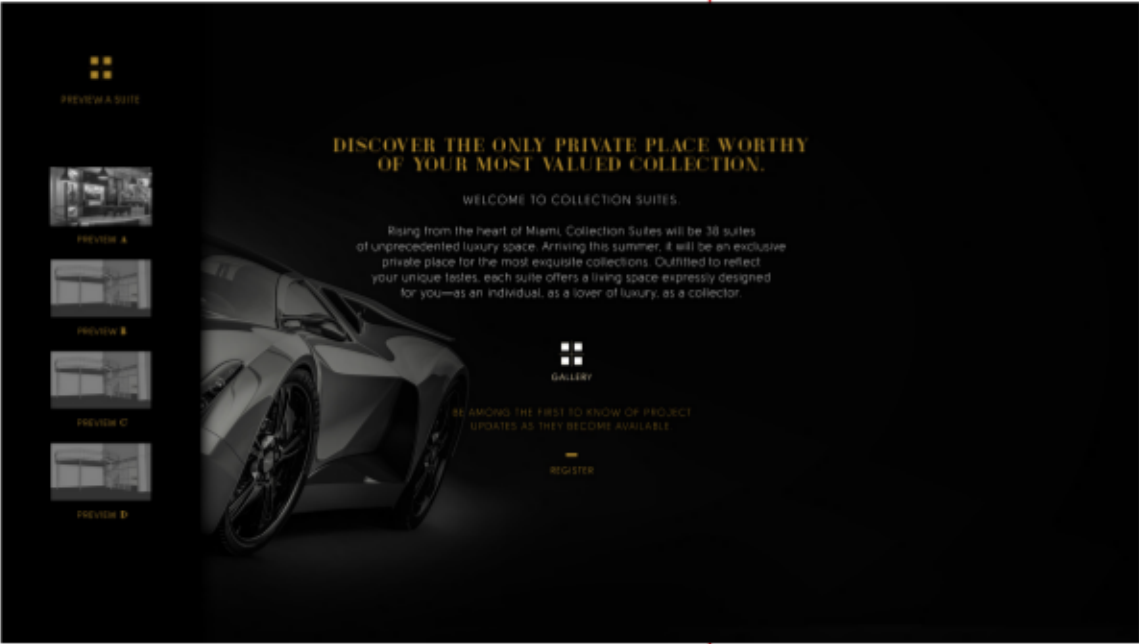 PREVIEW A SUITE
PREVIEW A
PREVIEW B
PREVIEW C
PREVIEW D
DISCOVER THE ONLY PRIVATE PLACE WORTHY
OF YOUR MOST VALUED COLLECTION.
WELCOME TO COLLECTION SUITES.
Rising from the heart of Miami, Collection Suites will be 38 suites
of unprecedented luxury space. Arriving this summer, it will be an exclusive
private place for the most exquisite collections. Outfitted to reflect
your unique tastes, each suite offers a living space expressly designed
for you—as an individual, as a lover of luxury, as a collector.
GALLERY
BE AMONG THE FIRST TO KNOW OF PROJECT
UPDATES AS THEY BECOME AVAILABLE
REGISTER